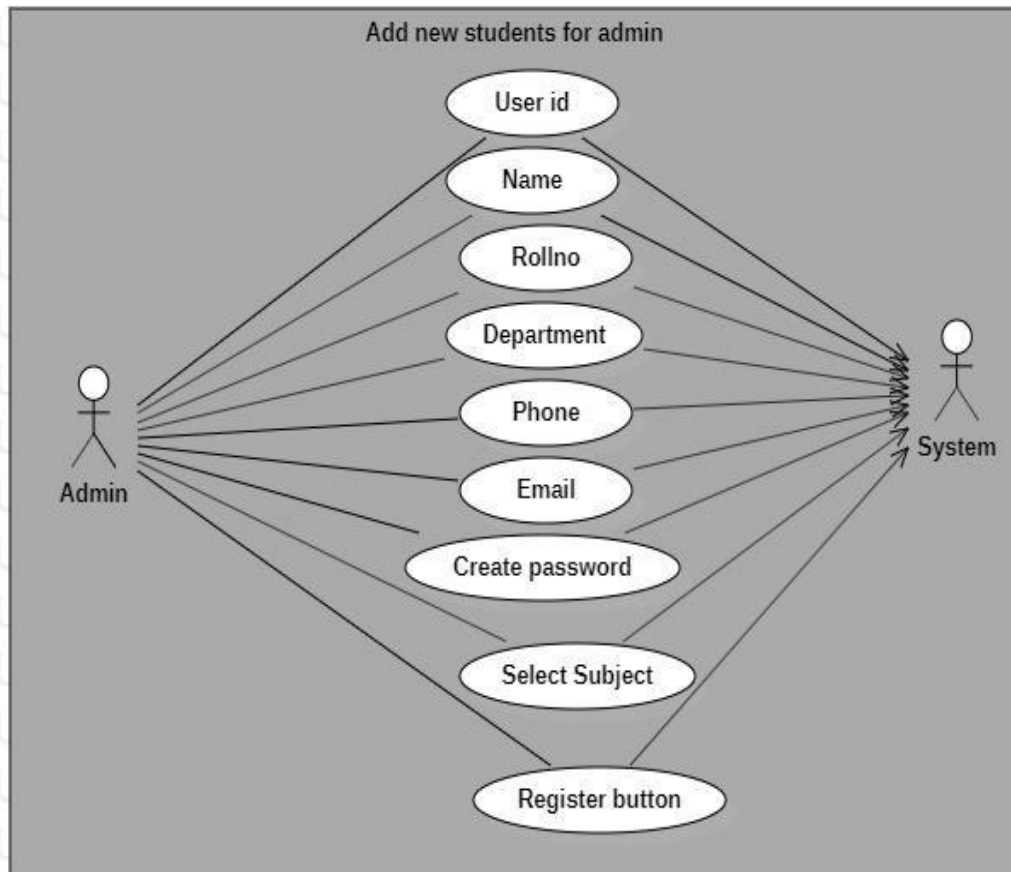 Add new students for admin
User id
Name
Rollno
Department
Phone
Email
Create password
Select Subject
Register button
Admin
System